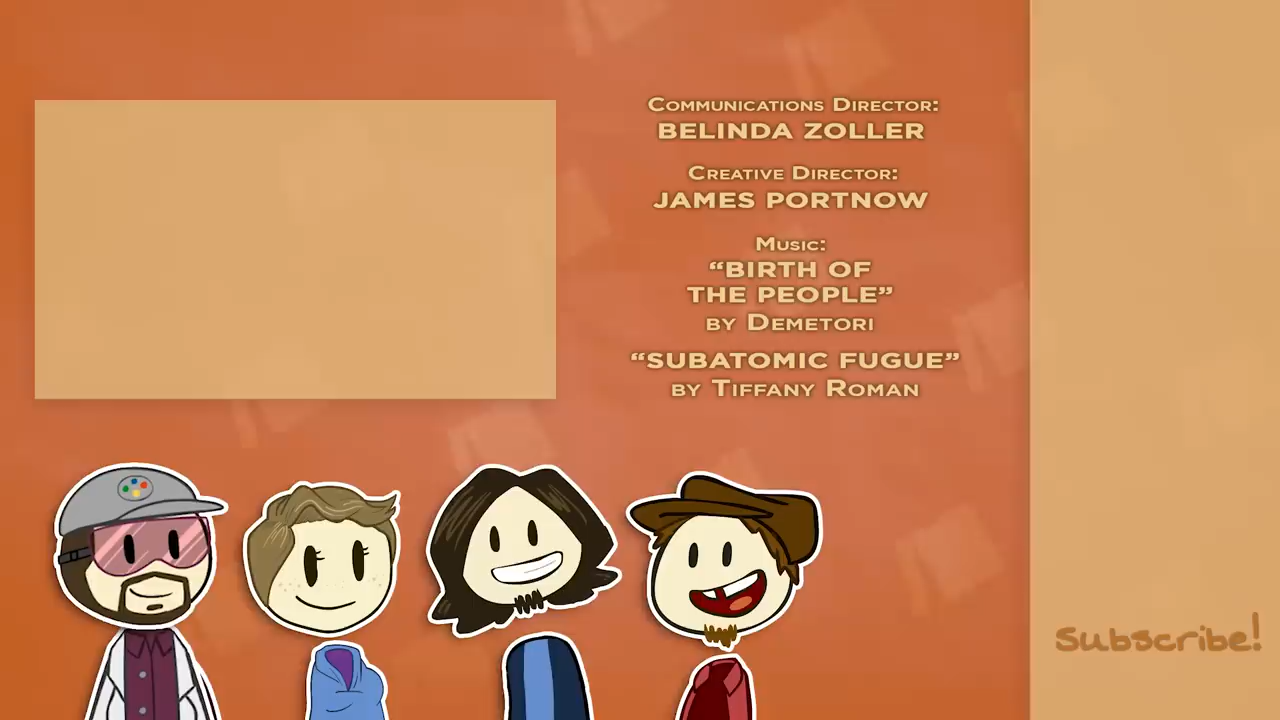 Communications Director:
BELINDA ZOLLER
Creative Director:
JAMES PORTNOW
Music:
“BIRTH OF
THE PEOPLE”
by Demetori
“SUBATOMIC FUGUE”
by Tiffany Roman
Subscribe!